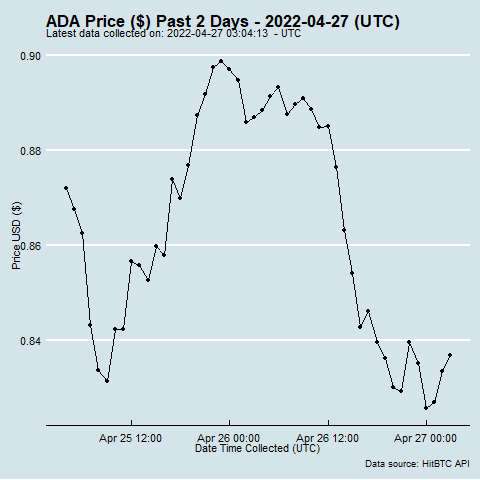 ADA Price ($) Past 2 Days - 2022-04-27 (UTC)
Latest data collected on: 2022-04-27 03:04:13 - UTC
0.90
0.88
0.86
0.84
Price USD ($)
Apr 25 12:00
Apr 26 00:00
Apr 26 12:00
Apr 27 00:00
Date Time Collected (UTC)
Data source: HitBTC API